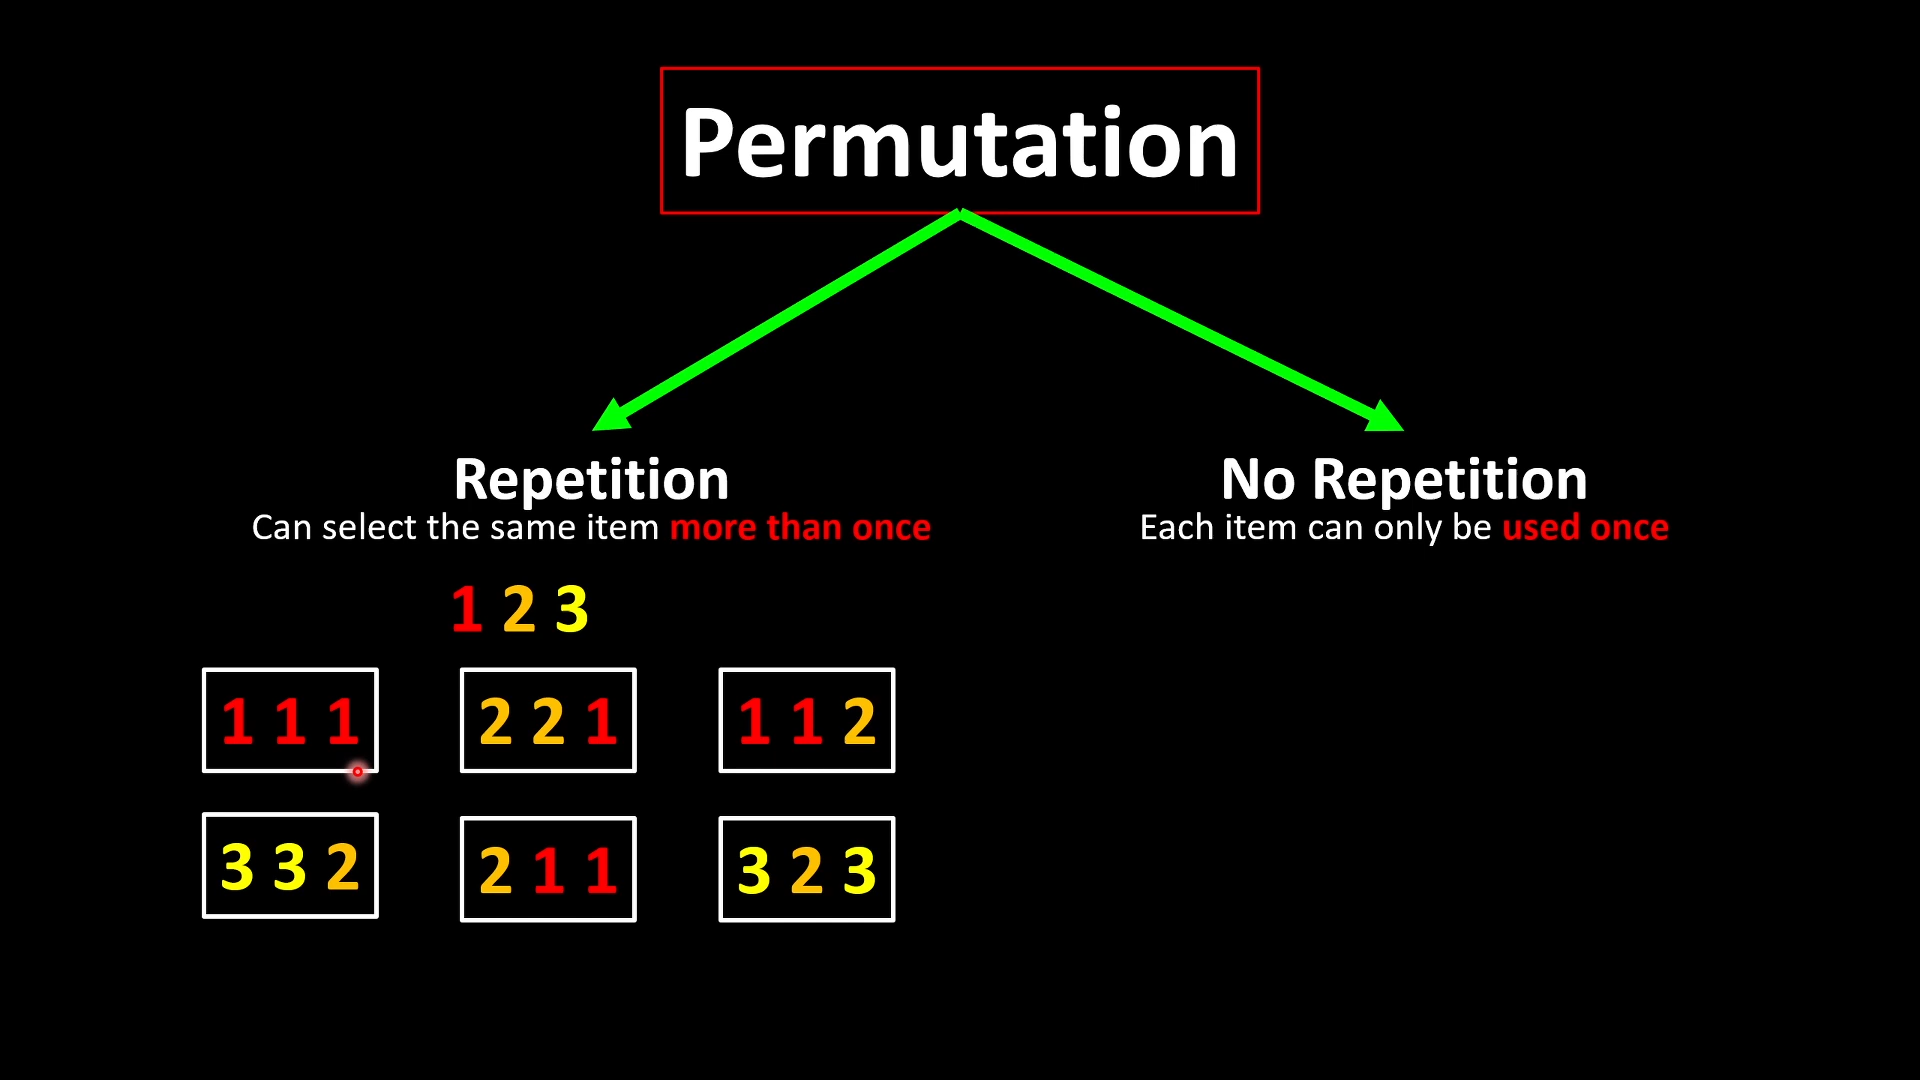 Permutation
Repetition
Can select the same item more than once
No Repetition
Each item can only be used once
1 2 3
1 1 1
2 2 1
1 1 2
3 3 2
2 1 1
3 2 3